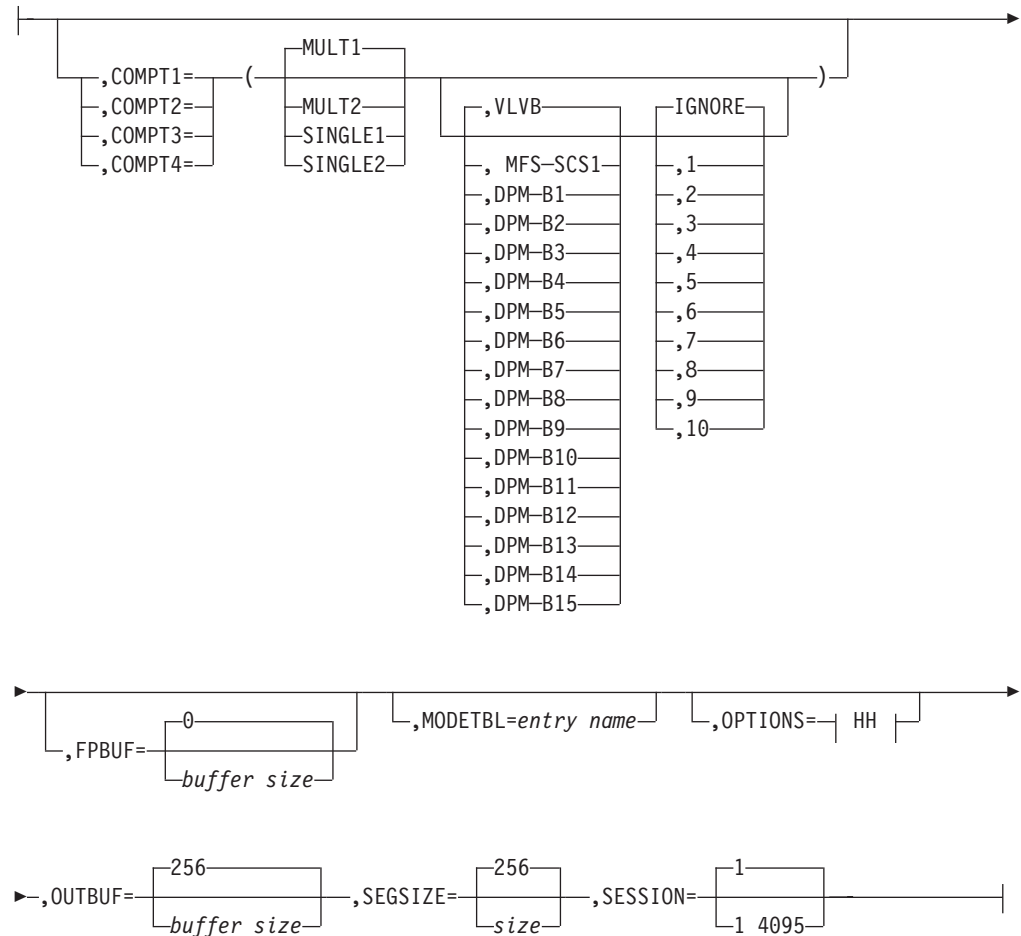 MULT1
,COMPT1= ( )
,COMPT2= MULT2 ,VLVB IGNORE
,COMPT3= SINGLE1
,COMPT4= SINGLE2 , MFS-SCS1 ,1
,DPM-B1 ,2
,DPM-B2 ,3
,DPM-B3 ,4
,DPM-B4 ,5
,DPM-B5 ,6
,DPM-B6 ,7
,DPM-B7 ,8
,DPM-B8 ,9
,DPM-B9 ,10
,DPM-B10
,DPM-B11
,DPM-B12
,DPM-B13
,DPM-B14
,DPM-B15
0 ,MODETBL=entry name ,OPTIONS= HH
,FPBUF=
buffer size
256 256 1
,OUTBUF= ,SEGSIZE= ,SESSION=
buffer size size 1 4095